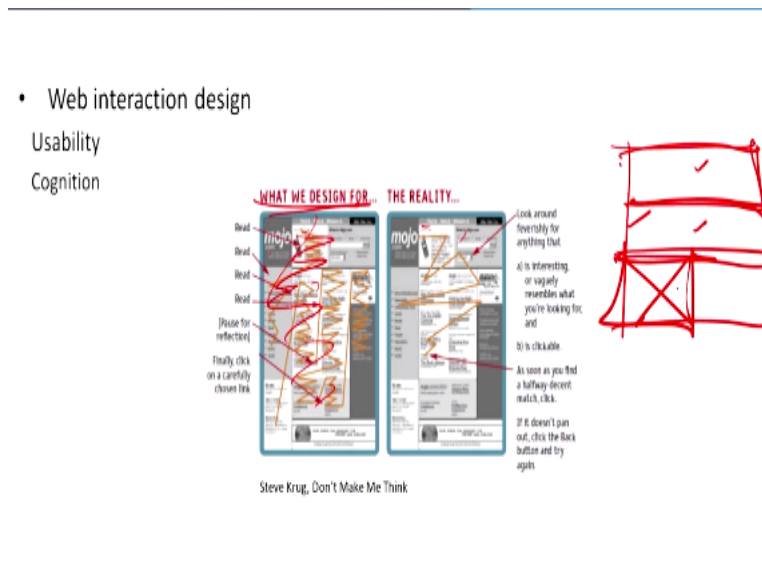 • Web interaction design
Usability
Cognition
WHAT WE DESIGN FOR...
THE REALITY...
Read
Read
Read
Read
[Pause for
reflection]
Finally, click
on a carefully
chosen link
mojo
mojo
Look around
feverishly for
anything that
a) is interesting,
or vaguely
resembles what
you're looking for,
and
b) is clickable.
As soon as you find
a halfway-decent
match, click.
If it doesn't pan
out, click the Back
button and try
again.
Steve Krug, Don't Make Me Think